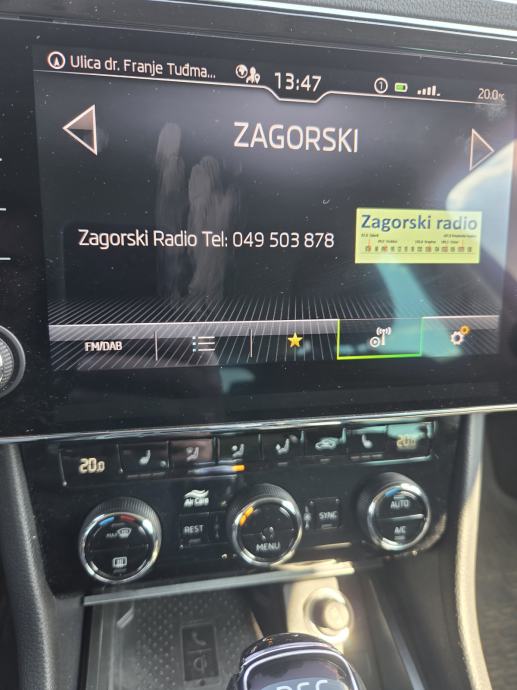 Ulica dr. Franje Tuđma... 13:47 1 20.0°C
ZAGORSKI
Zagorski Radio Tel: 049 503 878
Zagorski radio
FM/DAB
20.0 20.0
Air Care
REST SYNC AUTO
MENU A/C